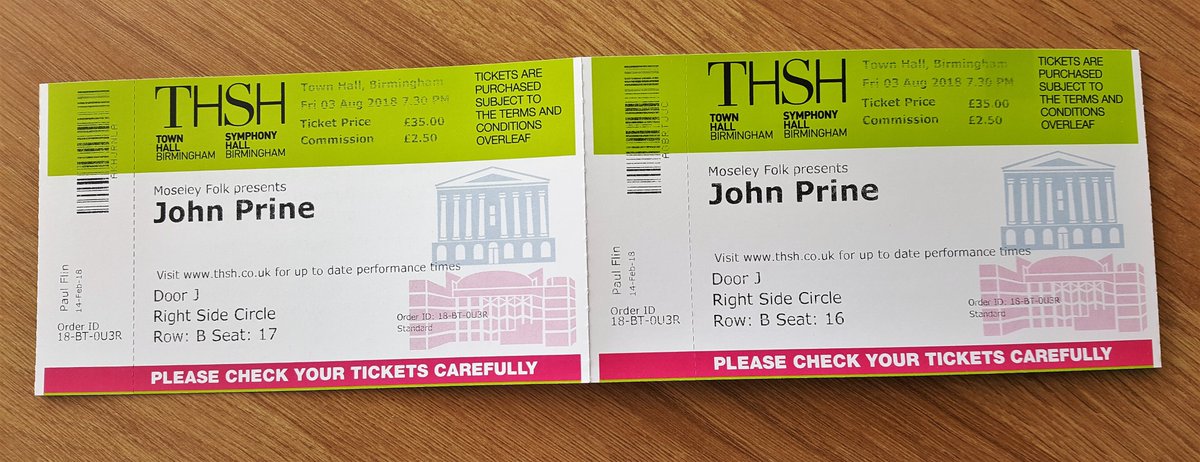 THSH
TOWN
HALL
BIRMINGHAM
SYMPHONY
HALL
BIRMINGHAM
Town Hall, Birmingham
Fri 03 Aug 2018 7.30 PM
Ticket Price £35.00
Commission £2.50
TICKETS ARE
PURCHASED
SUBJECT TO
THE TERMS AND
CONDITIONS
OVERLEAF
Moseley Folk presents
John Prine
Visit www.thsh.co.uk for up to date performance times
Door J
Right Side Circle
Row: B Seat: 17
Order ID: 18-BT-0U3R
Standard
Paul Flin
14-Feb-18
Order ID
18-BT-0U3R
PLEASE CHECK YOUR TICKETS CAREFULLY
THSH
TOWN
HALL
BIRMINGHAM
SYMPHONY
HALL
BIRMINGHAM
Town Hall, Birmingham
Fri 03 Aug 2018 7.30 PM
Ticket Price £35.00
Commission £2.50
TICKETS ARE
PURCHASED
SUBJECT TO
THE TERMS AND
CONDITIONS
OVERLEAF
Moseley Folk presents
John Prine
Visit www.thsh.co.uk for up to date performance times
Door J
Right Side Circle
Row: B Seat: 16
Order ID: 18-BT-0U3R
Standard
Paul Flin
14-Feb-18
Order ID
18-BT-0U3R
PLEASE CHECK YOUR TICKETS CAREFULLY